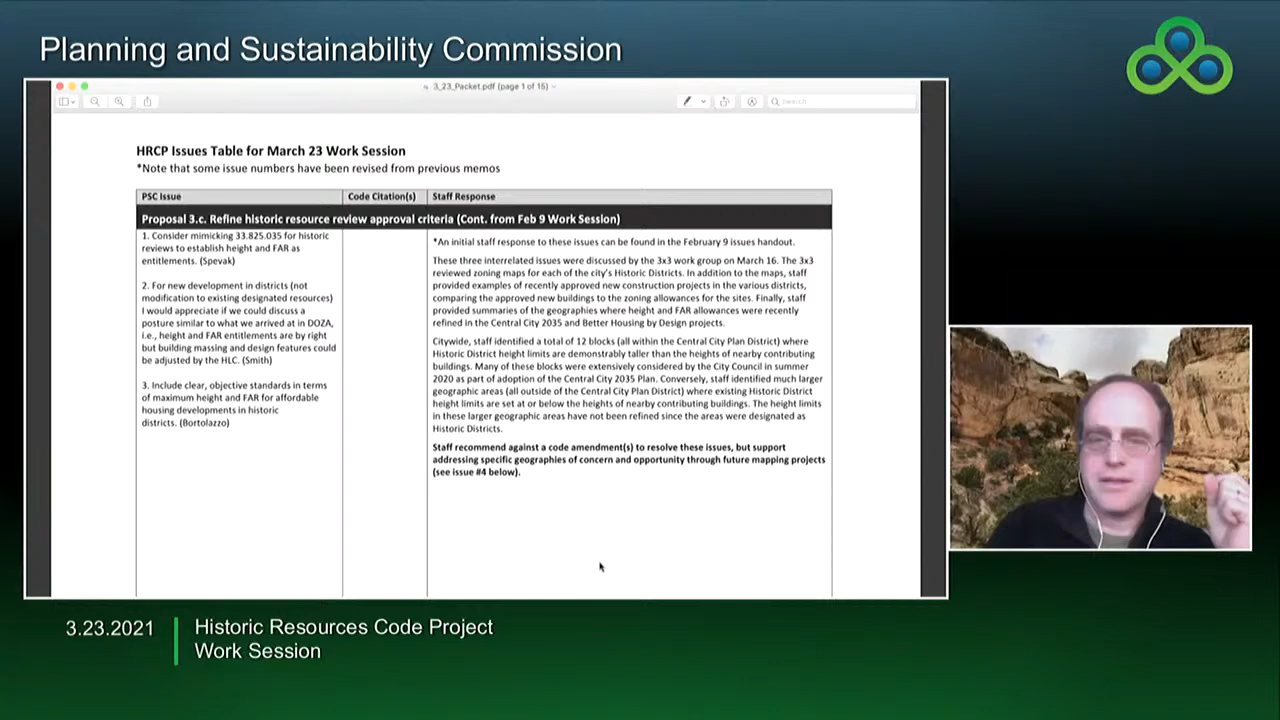 Planning and Sustainability Commission
3_23_Packet.pdf (page 1 of 15)
Search
HRCP Issues Table for March 23 Work Session
*Note that some issue numbers have been revised from previous memos
PSC Issue
Code Citation(s)
Staff Response
Proposal 3.c. Refine historic resource review approval criteria (Cont. from Feb 9 Work Session)
1. Consider mimicking 33.825.035 for historic
reviews to establish height and FAR as
entitlements. (Spevak)
2. For new development in districts (not
modification to existing designated resources)
I would appreciate if we could discuss a
posture similar to what we arrived at in DOZA,
i.e., height and FAR entitlements are by right
but building massing and design features could
be adjusted by the HLC. (Smith)
3. Include clear, objective standards in terms
of maximum height and FAR for affordable
housing developments in historic
districts. (Bortolazzo)
*An initial staff response to these issues can be found in the February 9 issues handout.
These three interrelated issues were discussed by the 3x3 work group on March 16. The 3x3
reviewed zoning maps for each of the city's Historic Districts. In addition to the maps, staff
provided examples of recently approved new construction projects in the various districts,
comparing the approved new buildings to the zoning allowances for the sites. Finally, staff
provided summaries of the geographies where height and FAR allowances were recently
refined in the Central City 2035 and Better Housing by Design projects.
Citywide, staff identified a total of 12 blocks (all within the Central City Plan District) where
Historic District height limits are demonstrably taller than the heights of nearby contributing
buildings. Many of these blocks were extensively considered by the City Council in summer
2020 as part of adoption of the Central City 2035 Plan. Conversely, staff identified much larger
geographic areas (all outside of the Central City Plan District) where existing Historic District
height limits are set at or below the heights of nearby contributing buildings. The height limits
in these larger geographic areas have not been refined since the areas were designated as
Historic Districts.
Staff recommend against a code amendment(s) to resolve these issues, but support
addressing specific geographies of concern and opportunity through future mapping projects
(see issue #4 below).
3.23.2021
Historic Resources Code Project
Work Session